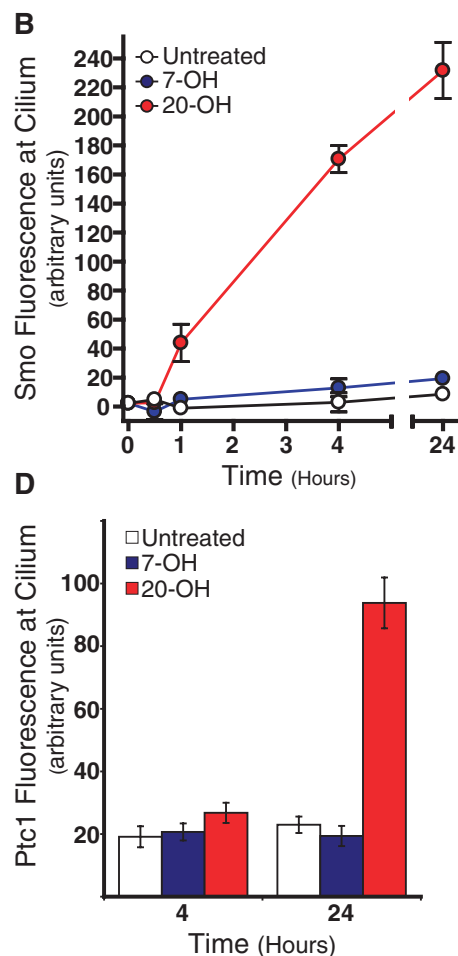 B
Untreated
7-OH
20-OH
Smo Fluorescence at Cilium
(arbitrary units)
240
220
200
180
160
140
120
100
80
60
40
20
0
0 1 2 3 4 24
Time (Hours)
D
Untreated
7-OH
20-OH
Ptc1 Fluorescence at Cilium
(arbitrary units)
100
80
60
40
20
4 24
Time (Hours)